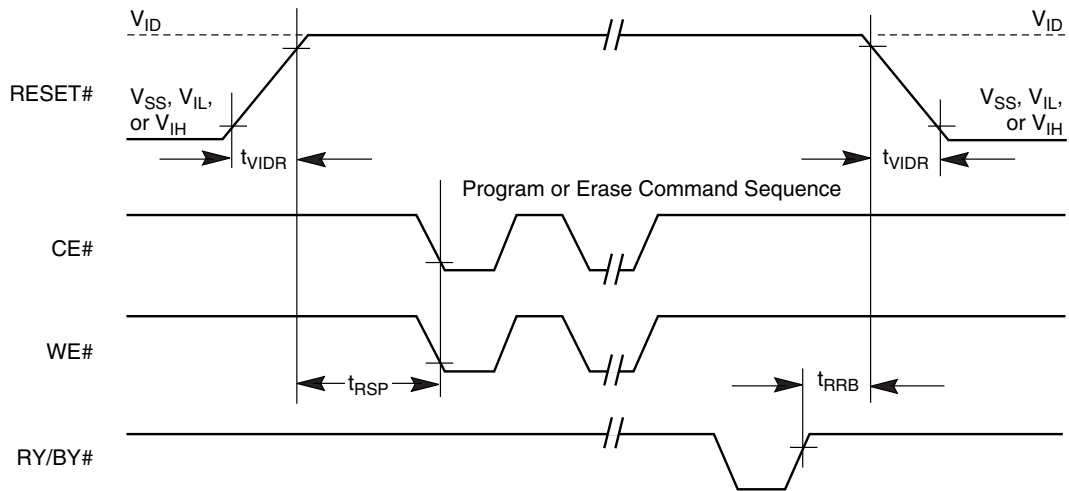 V_ID
V_ID
RESET#
V_SS, V_IL,
or V_IH
V_SS, V_IL,
or V_IH
t_VIDR
t_VIDR
Program or Erase Command Sequence
CE#
WE#
t_RSP
t_RRB
RY/BY#